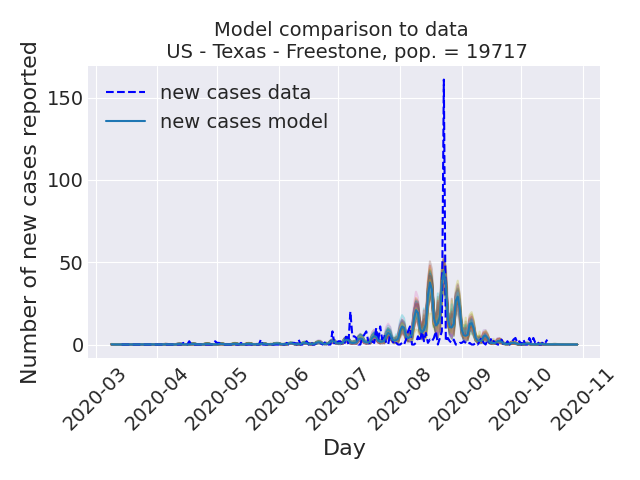 Model comparison to data
US - Texas - Freestone, pop. = 19717
Number of new cases reported
150
100
50
0
new cases data
new cases model
2020-03
2020-04
2020-05
2020-06
2020-07
2020-08
2020-09
2020-10
2020-11
Day